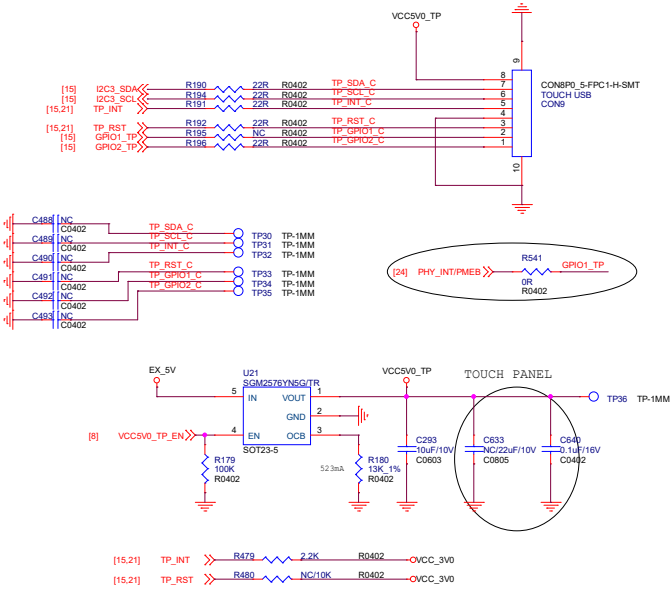 VCC5V0_TP
9
[15] I2C3_SDA R190 22R R0402 TP_SDA_C 8
7
[15] I2C3_SCL R194 22R R0402 TP_SCL_C 6
[15,21] TP_INT R191 22R R0402 TP_INT_C 5
4
[15,21] TP_RST R192 22R R0402 TP_RST_C 3
[15] GPIO1_TP R195 NC R0402 TP_GPIO1_C 2
[15] GPIO2_TP R196 22R R0402 TP_GPIO2_C 1
CON8P0_5-FPC1-H-SMT
TOUCH USB
CON9
10
C488 NC
C0402 TP_SDA_C TP30 TP-1MM
C489 NC TP_SCL_C TP31 TP-1MM
C0402 TP_INT_C TP32 TP-1MM
C490 NC
C0402 TP_RST_C TP33 TP-1MM
C491 NC TP_GPIO1_C TP34 TP-1MM
C0402 TP_GPIO2_C TP35 TP-1MM
C492 NC
C0402
C493 NC
C0402
R541
[24] PHY_INT/PMEB GPIO1_TP
0R
R0402
EX_5V
U21
SGM2576YN5G/TR
5 IN VOUT 1
GND 2
4 EN OCB 3
SOT23-5
[8] VCC5V0_TP_EN
R179
100K
R0402
523mA
R180
13K_1%
R0402
VCC5V0_TP
TOUCH PANEL
TP36 TP-1MM
C293
10uF/10V
C0603
C633
NC/22uF/10V
C0805
C640
0.1uF/16V
C0402
[15,21] TP_INT R479 2.2K R0402 VCC_3V0
[15,21] TP_RST R480 NC/10K R0402 VCC_3V0